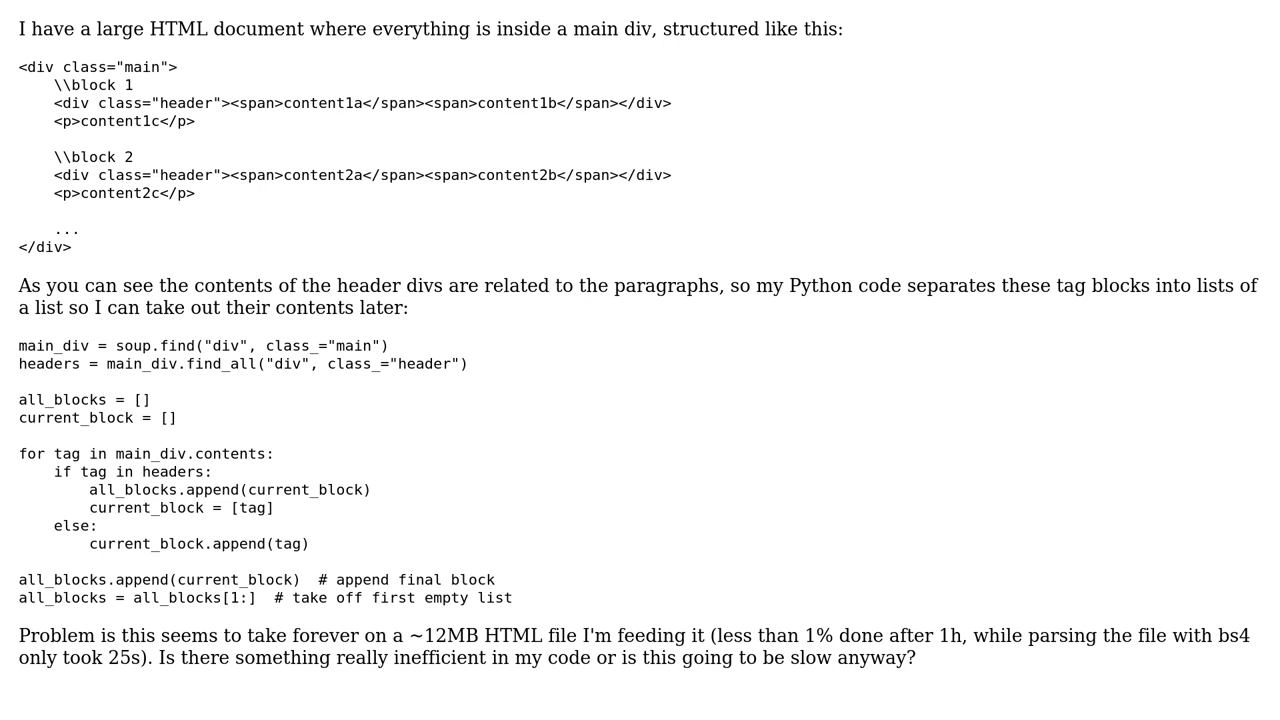 I have a large HTML document where everything is inside a main div, structured like this:
<div class="main">
    \\block 1
    <div class="header"><span>content1a</span><span>content1b</span></div>
    <p>content1c</p>

    \\block 2
    <div class="header"><span>content2a</span><span>content2b</span></div>
    <p>content2c</p>

    ...
</div>
As you can see the contents of the header divs are related to the paragraphs, so my Python code separates these tag blocks into lists of
a list so I can take out their contents later:
main_div = soup.find("div", class_="main")
headers = main_div.find_all("div", class_="header")

all_blocks = []
current_block = []

for tag in main_div.contents:
    if tag in headers:
        all_blocks.append(current_block)
        current_block = [tag]
    else:
        current_block.append(tag)

all_blocks.append(current_block)  # append final block
all_blocks = all_blocks[1:]  # take off first empty list
Problem is this seems to take forever on a ~12MB HTML file I'm feeding it (less than 1% done after 1h, while parsing the file with bs4
only took 25s). Is there something really inefficient in my code or is this going to be slow anyway?